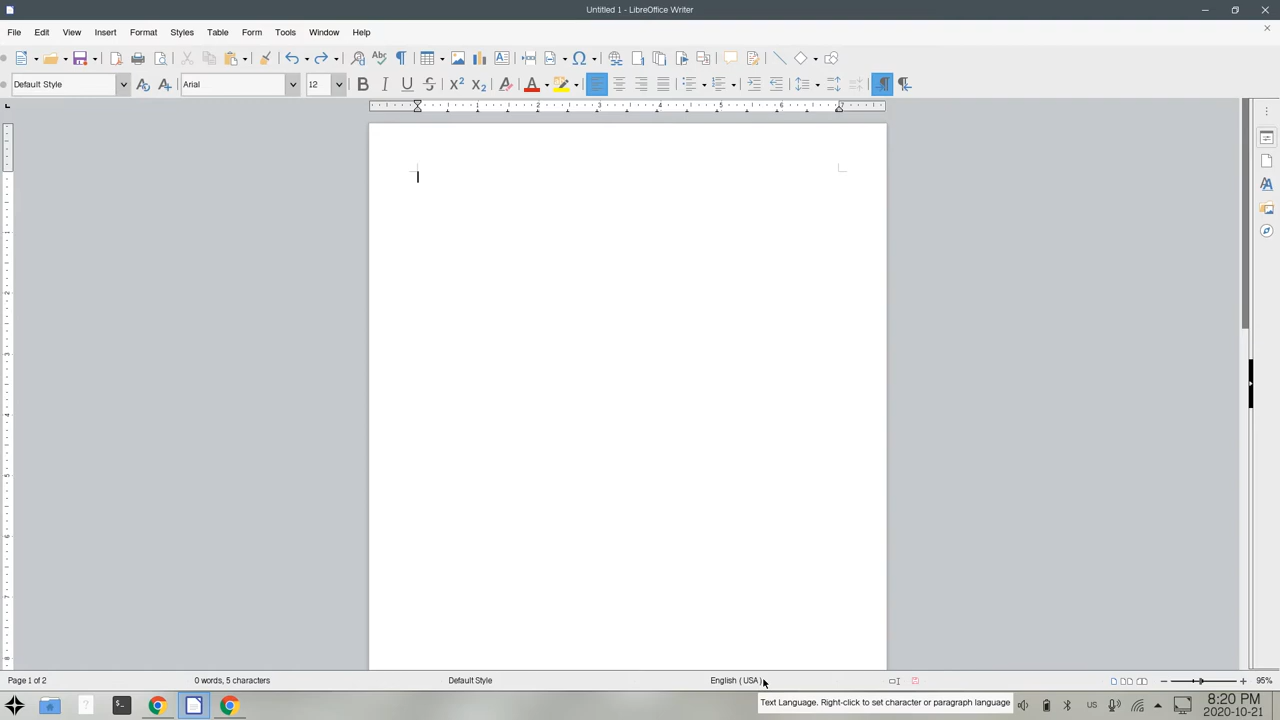 Untitled 1 - LibreOffice Writer
File Edit View Insert Format Styles Table Form Tools Window Help
Default Style Arial 12
Page 1 of 2 0 words, 5 characters Default Style English (USA) 95%
Text Language. Right-click to set character or paragraph language
US
8:20 PM
2020-10-21